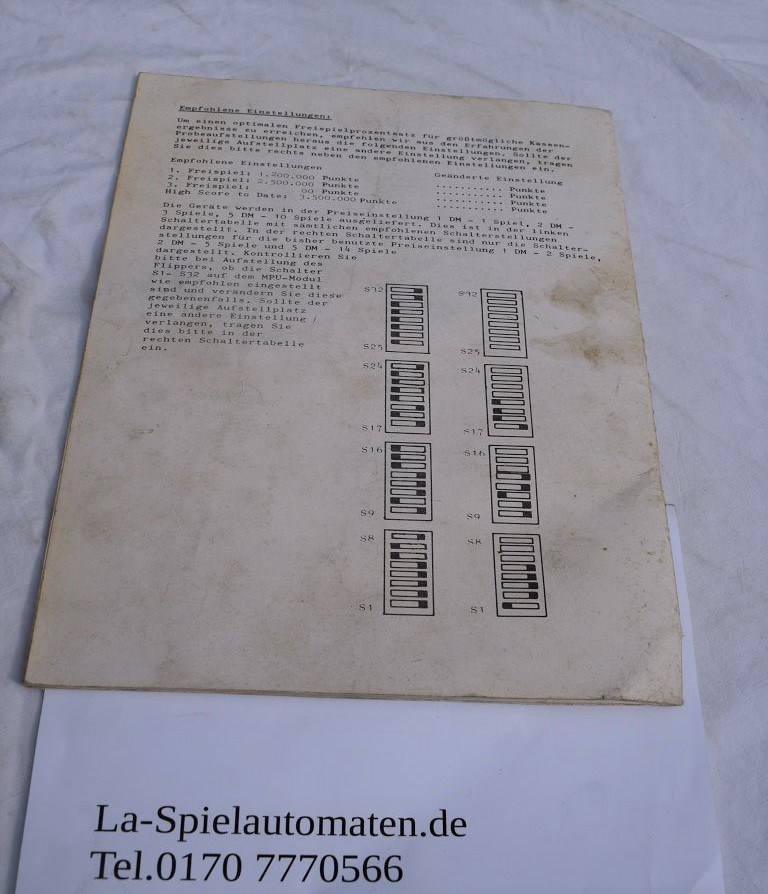 Empfohlene Einstellungen:
Um einen optimalen Freispielprozentsatz für größtmögliche Kassen-
ergebnisse zu erreichen, empfehlen wir aus den Erfahrungen der
Probeaufstellungen heraus die folgenden Einstellungen. Sollte der
jeweilige Aufstellplatz eine andere Einstellung verlangen, tragen
Sie dies bitte rechts neben den empfohlenen Einstellungen ein.
Empfohlene Einstellungen Geänderte Einstellung
1. Freispiel: 1.200.000 Punkte ........... Punkte
2. Freispiel: 2.500.000 Punkte ........... Punkte
3. Freispiel: 00 Punkte ........... Punkte
High Score to Date: 3.500.000 Punkte ........... Punkte
Die Geräte werden in der Preiseinstellung 1 DM - 1 Spiel, 2 DM -
3 Spiele, 5 DM - 10 Spiele ausgeliefert. Dies ist in der linken
Schaltertabelle mit sämtlichen empfohlenen Schalterstellungen
dargestellt. In der rechten Schaltertabelle sind nur die Schalter-
stellungen für die bisher benutzte Preiseinstellung 1 DM - 2 Spiele,
2 DM - 5 Spiele und 5 DM - 14 Spiele
dargestellt. Kontrollieren Sie
bitte bei Aufstellung des
Flippers, ob die Schalter
S1- S32 auf dem MPU-Modul
wie empfohlen eingestellt
sind und verändern Sie diese
gegebenenfalls. Sollte der
jeweilige Aufstellplatz
eine andere Einstellung
verlangen, tragen Sie
dies bitte in der
rechten Schaltertabelle
ein.
S32 S32
S25 S25
S24 S24
S17 S17
S16 S16
S9 S9
S8 S8
S1 S1
La-Spielautomaten.de
Tel.0170 7770566